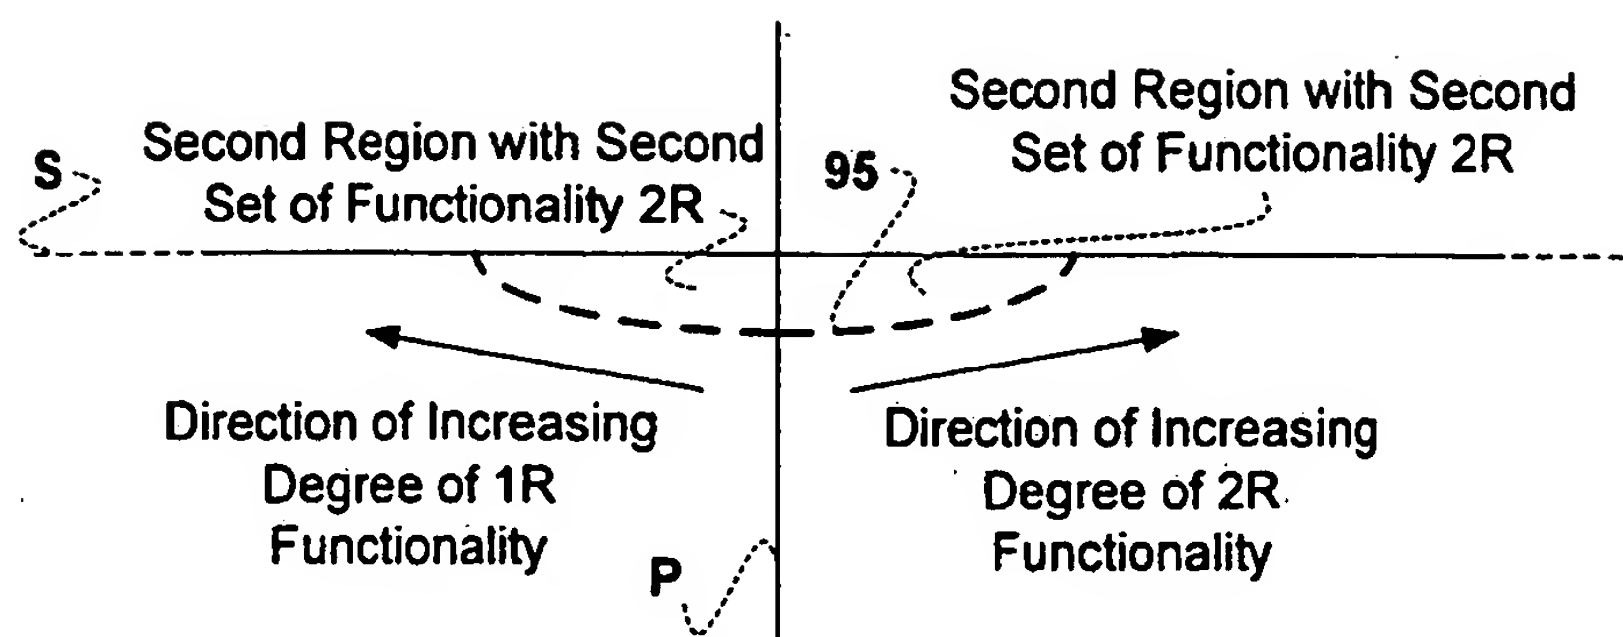 S
Second Region with Second
Set of Functionality 2R
95
Second Region with Second
Set of Functionality 2R
Direction of Increasing
Degree of 1R
Functionality
Direction of Increasing
Degree of 2R
Functionality
P